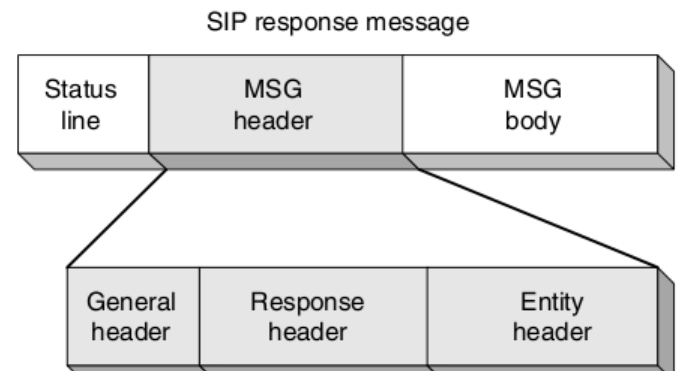 SIP response message
Status
line
MSG
header
MSG
body
General
header
Response
header
Entity
header